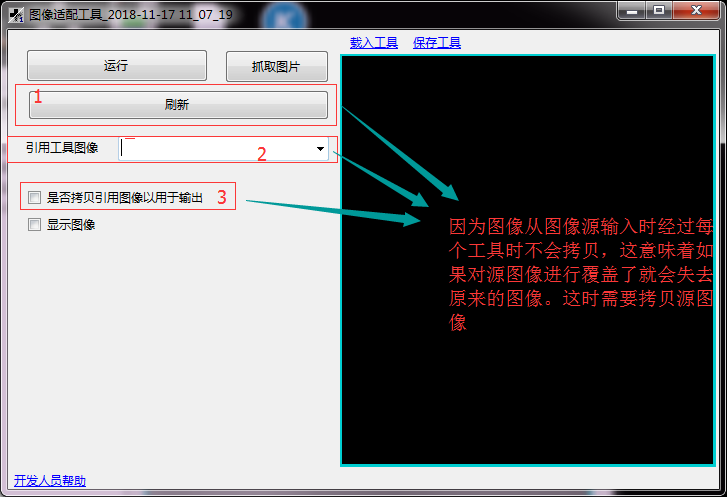 图像适配工具_2018-11-17 11_07_19
载入工具 保存工具
运行 抓取图片
1 刷新
引用工具图像 2
是否拷贝引用图像以用于输出 3
显示图像
因为图像从图像源输入时经过每
个工具时不会拷贝，这意味着如
果对源图像进行覆盖了就会失去
原来的图像。这时需要拷贝源图
像
开发人员帮助